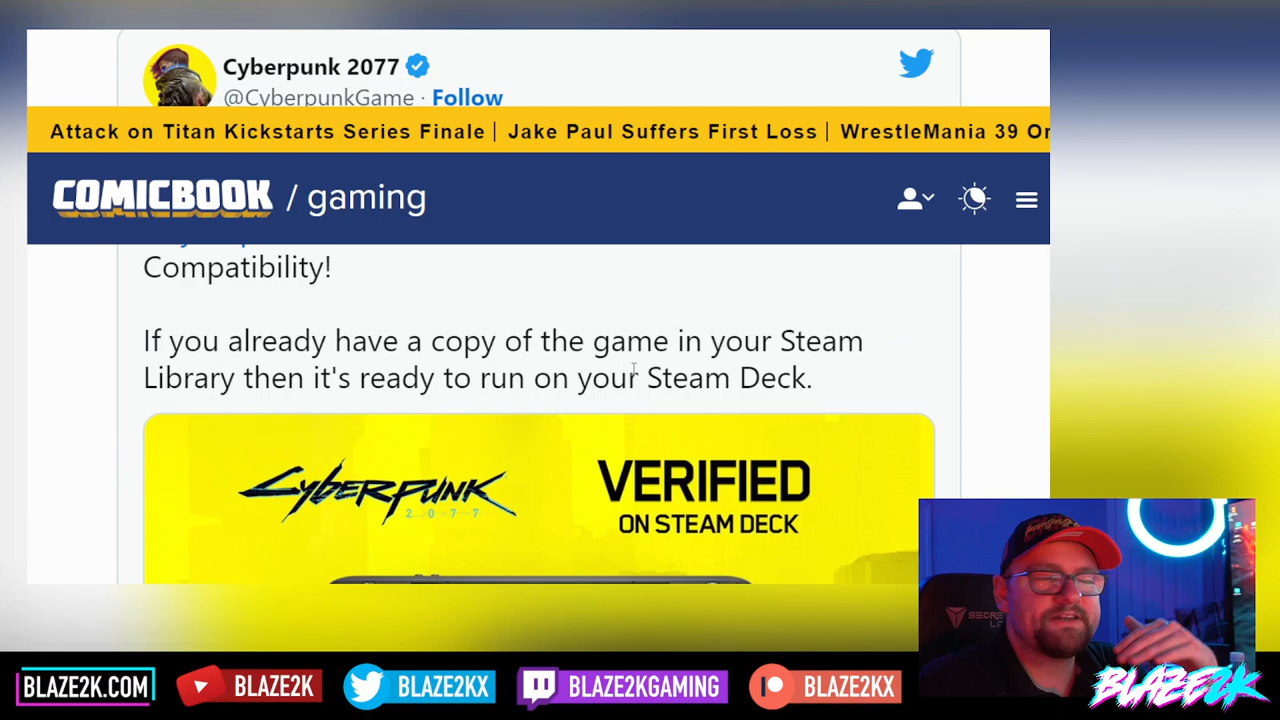 Cyberpunk 2077
@CyberpunkGame · Follow
Attack on Titan Kickstarts Series Finale | Jake Paul Suffers First Loss | WrestleMania 39 Or
COMICBOOK / gaming
Compatibility!
If you already have a copy of the game in your Steam
Library then it's ready to run on your Steam Deck.
CYBERPUNK
2077
VERIFIED
ON STEAM DECK
SECRE
BLAZE2K.COM
BLAZE2K
BLAZE2KX
BLAZE2KGAMING
BLAZE2KX
BLAZE2K